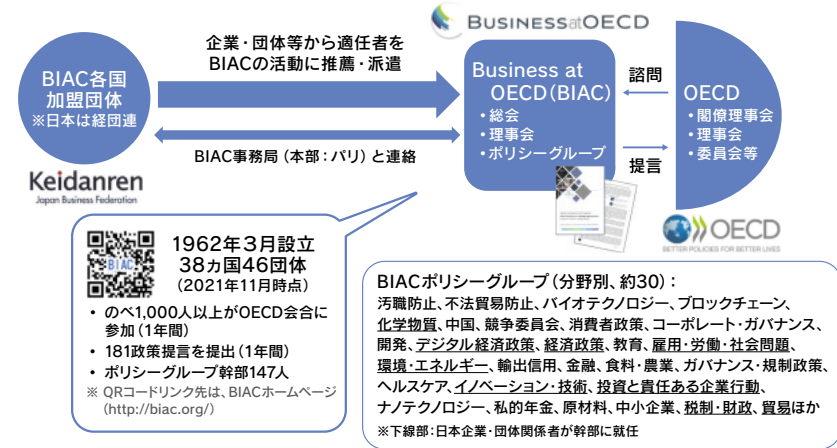 BUSINESSatOECD
企業・団体等から適任者を
BIACの活動に推薦・派遣
BIAC各国
加盟団体
※日本は経団連
Business at
OECD（BIAC）
・総会
・理事会
・ポリシーグループ
諮問
提言
OECD
・閣僚理事会
・理事会
・委員会等
BIAC事務局（本部：パリ）と連絡
Keidanren
Japan Business Federation
OECD
BETTER POLICIES FOR BETTER LIVES
BIAC
1962年3月設立
38ヵ国46団体
（2021年11月時点）
・ のべ1,000人以上がOECD会合に
参加（1年間）
・ 181政策提言を提出（1年間）
・ ポリシーグループ幹部147人
※ QRコードリンク先は、BIACホームページ
（http://biac.org/）
BIACポリシーグループ（分野別、約30）：
汚職防止、不法貿易防止、バイオテクノロジー、ブロックチェーン、
化学物質、中国、競争委員会、消費者政策、コーポレート・ガバナンス、
開発、デジタル経済政策、経済政策、教育、雇用・労働・社会問題、
環境・エネルギー、輸出信用、金融、食料・農業、ガバナンス・規制政策、
ヘルスケア、イノベーション・技術、投資と責任ある企業行動、
ナノテクノロジー、私的年金、原材料、中小企業、税制・財政、貿易ほか
※下線部：日本企業・団体関係者が幹部に就任